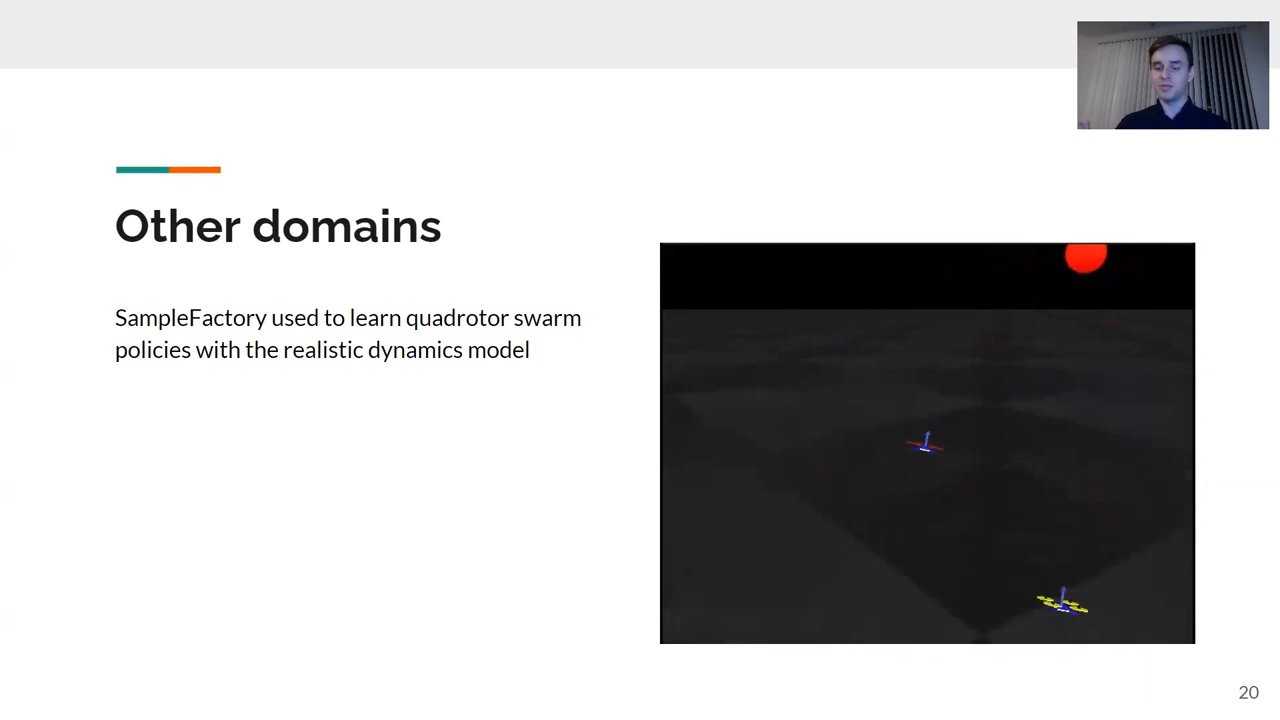 Other domains
SampleFactory used to learn quadrotor swarm
policies with the realistic dynamics model
20